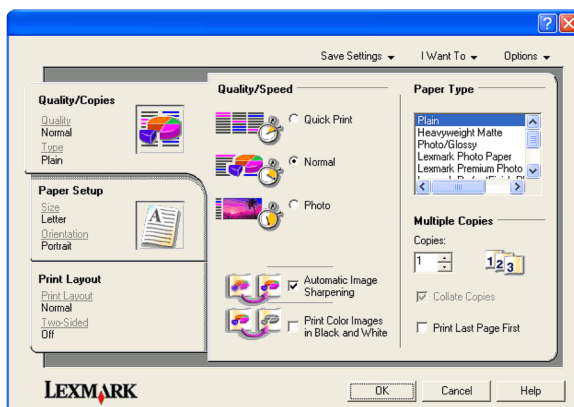 Save Settings
I Want To
Options
Quality/Copies
Quality
Normal
Type
Plain
Paper Setup
Size
Letter
Orientation
Portrait
Print Layout
Print Layout
Normal
Two-Sided
Off
Quality/Speed
Quick Print
Normal
Photo
Automatic Image
Sharpening
Print Color Images
in Black and White
Paper Type
Plain
Heavyweight Matte
Photo/Glossy
Lexmark Photo Paper
Lexmark Premium Photo
Multiple Copies
Copies:
1
1 2 3
Collate Copies
Print Last Page First
LEXMARK
OK
Cancel
Help